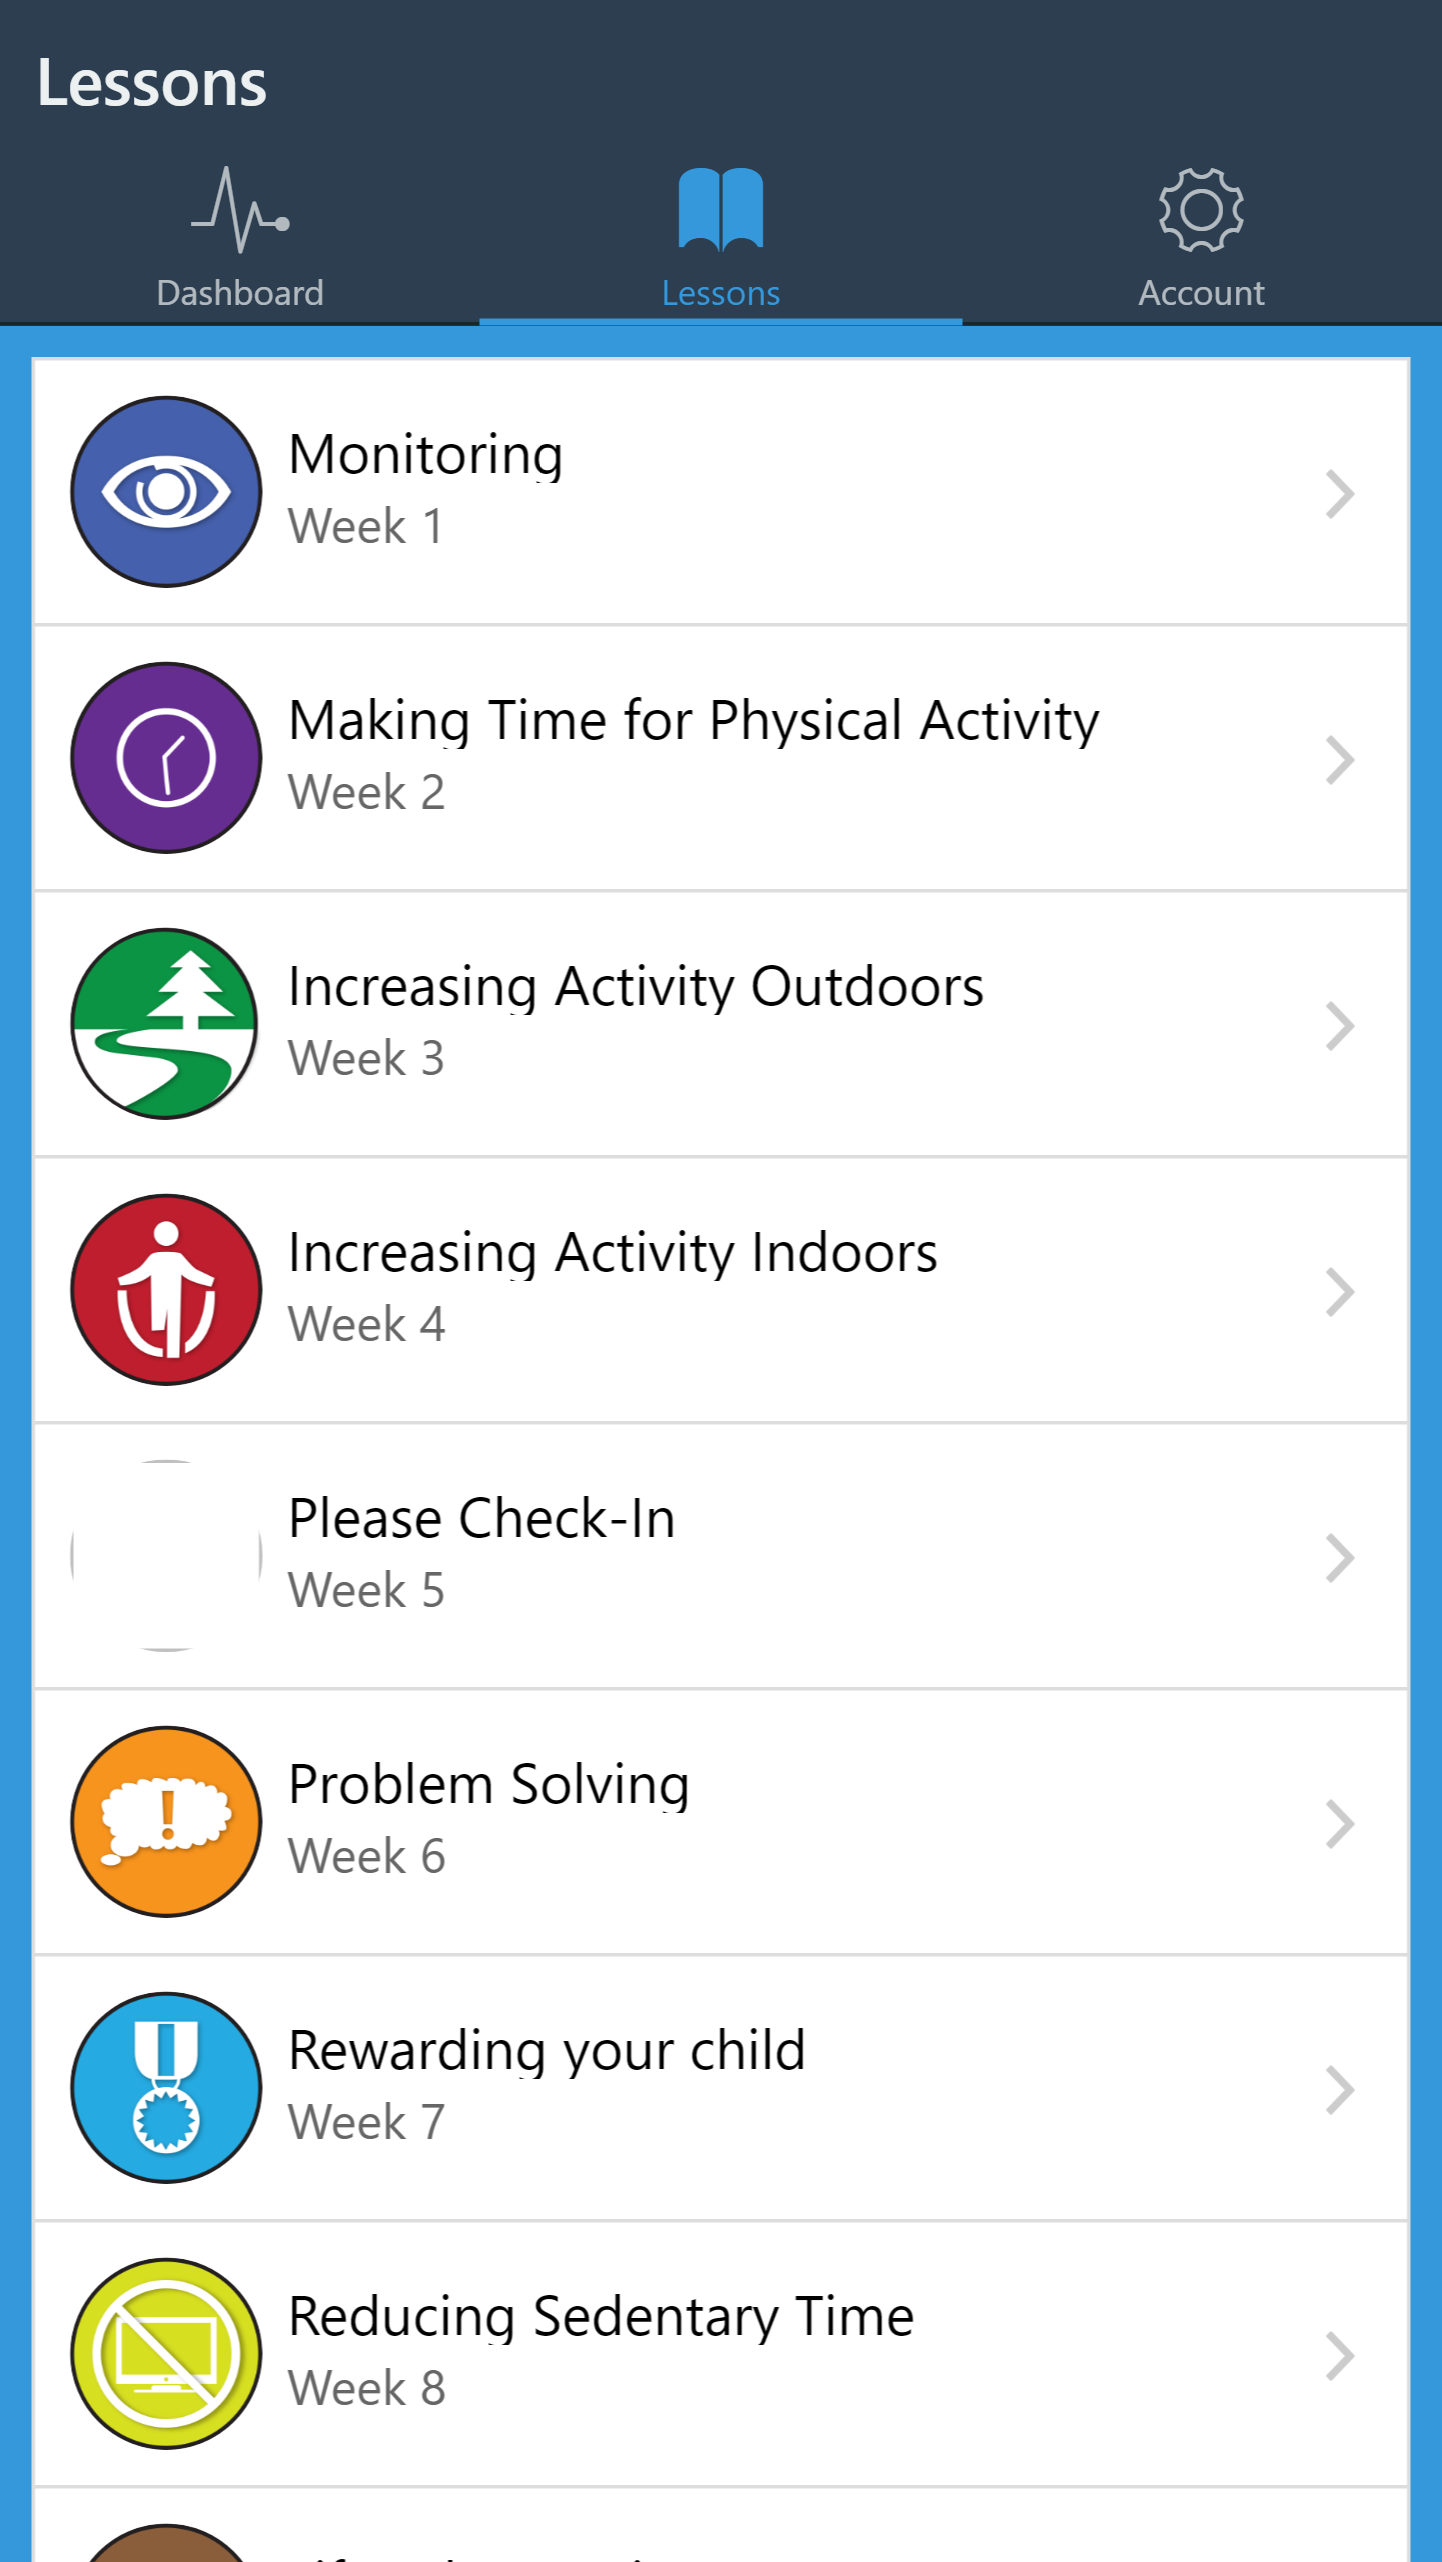 Lessons
Dashboard
Lessons
Account
Monitoring
Week 1
Making Time for Physical Activity
Week 2
Increasing Activity Outdoors
Week 3
Increasing Activity Indoors
Week 4
Please Check-In
Week 5
Problem Solving
Week 6
Rewarding your child
Week 7
Reducing Sedentary Time
Week 8